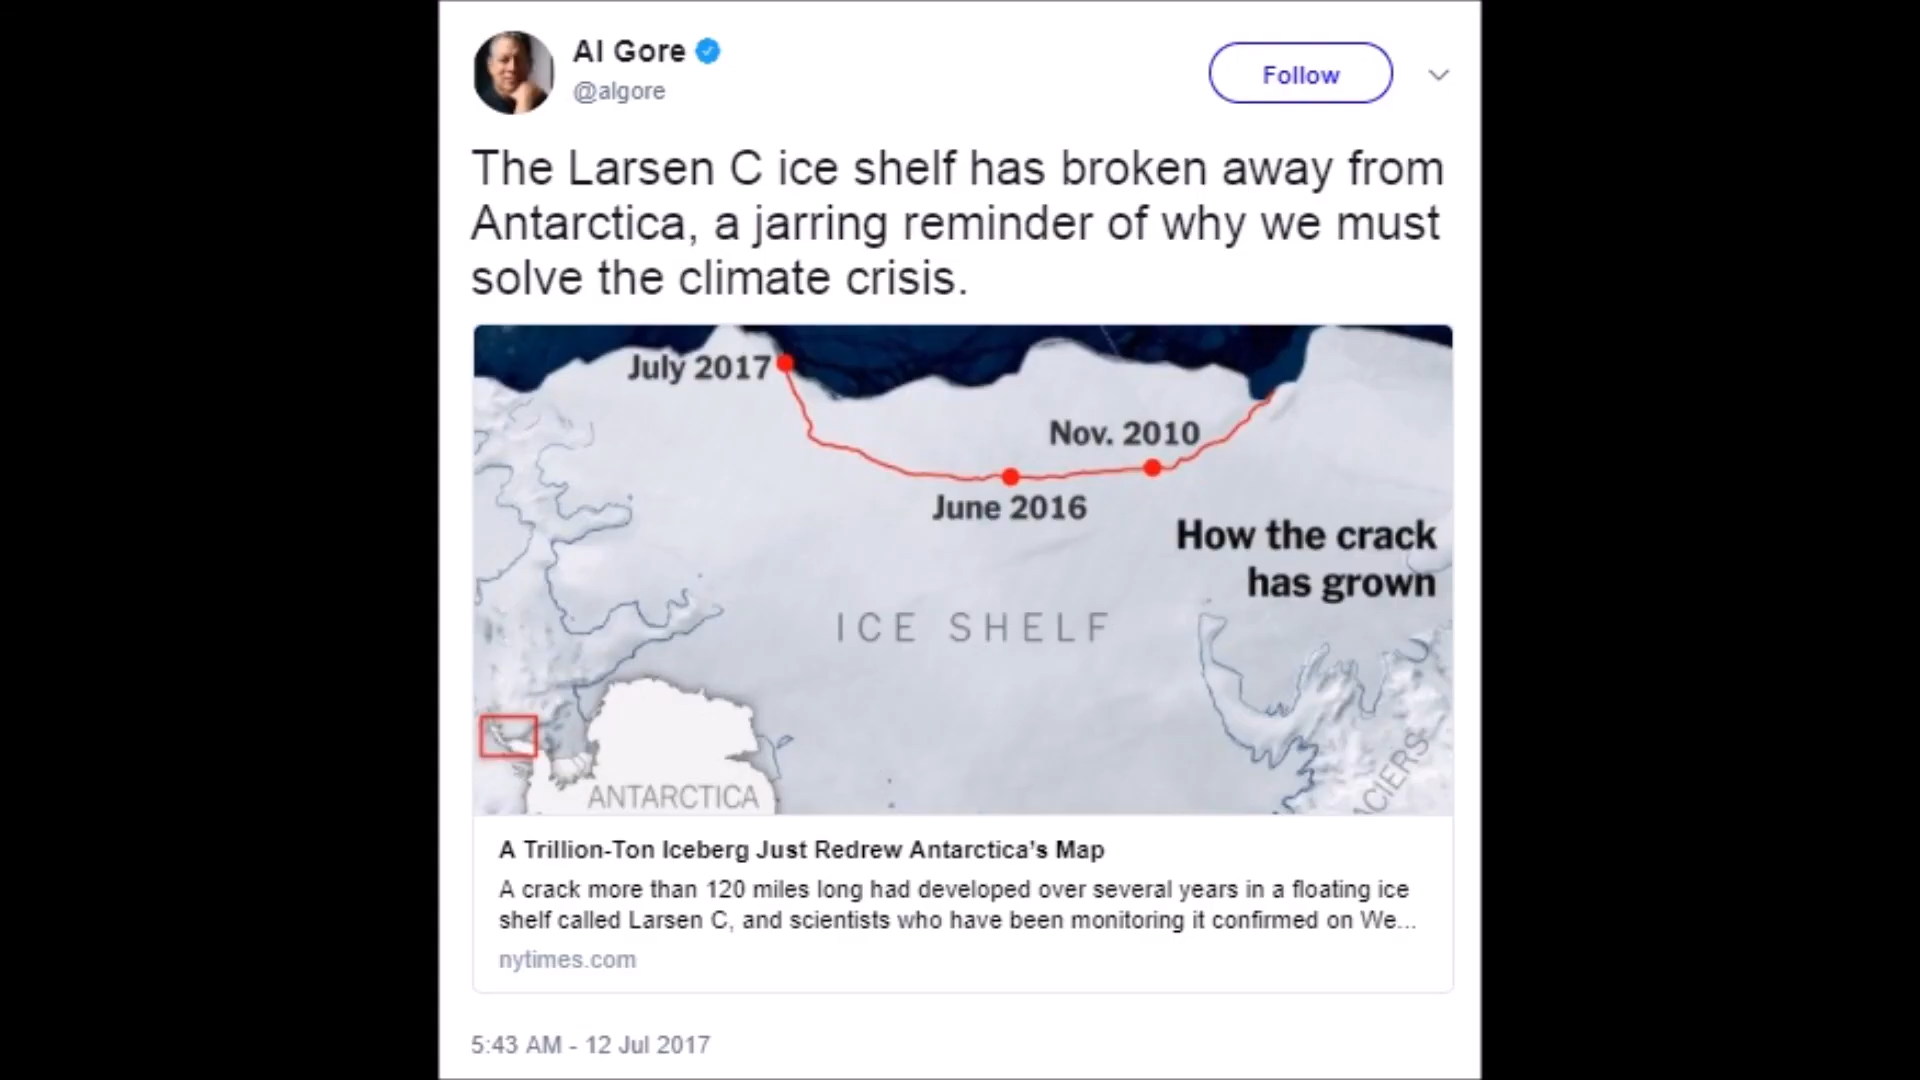 Al Gore
@algore
Follow
The Larsen C ice shelf has broken away from
Antarctica, a jarring reminder of why we must
solve the climate crisis.
July 2017
Nov. 2010
June 2016
How the crack
has grown
ICE SHELF
ANTARCTICA
ACIERS
A Trillion-Ton Iceberg Just Redrew Antarctica's Map
A crack more than 120 miles long had developed over several years in a floating ice
shelf called Larsen C, and scientists who have been monitoring it confirmed on We...
nytimes.com
5:43 AM - 12 Jul 2017